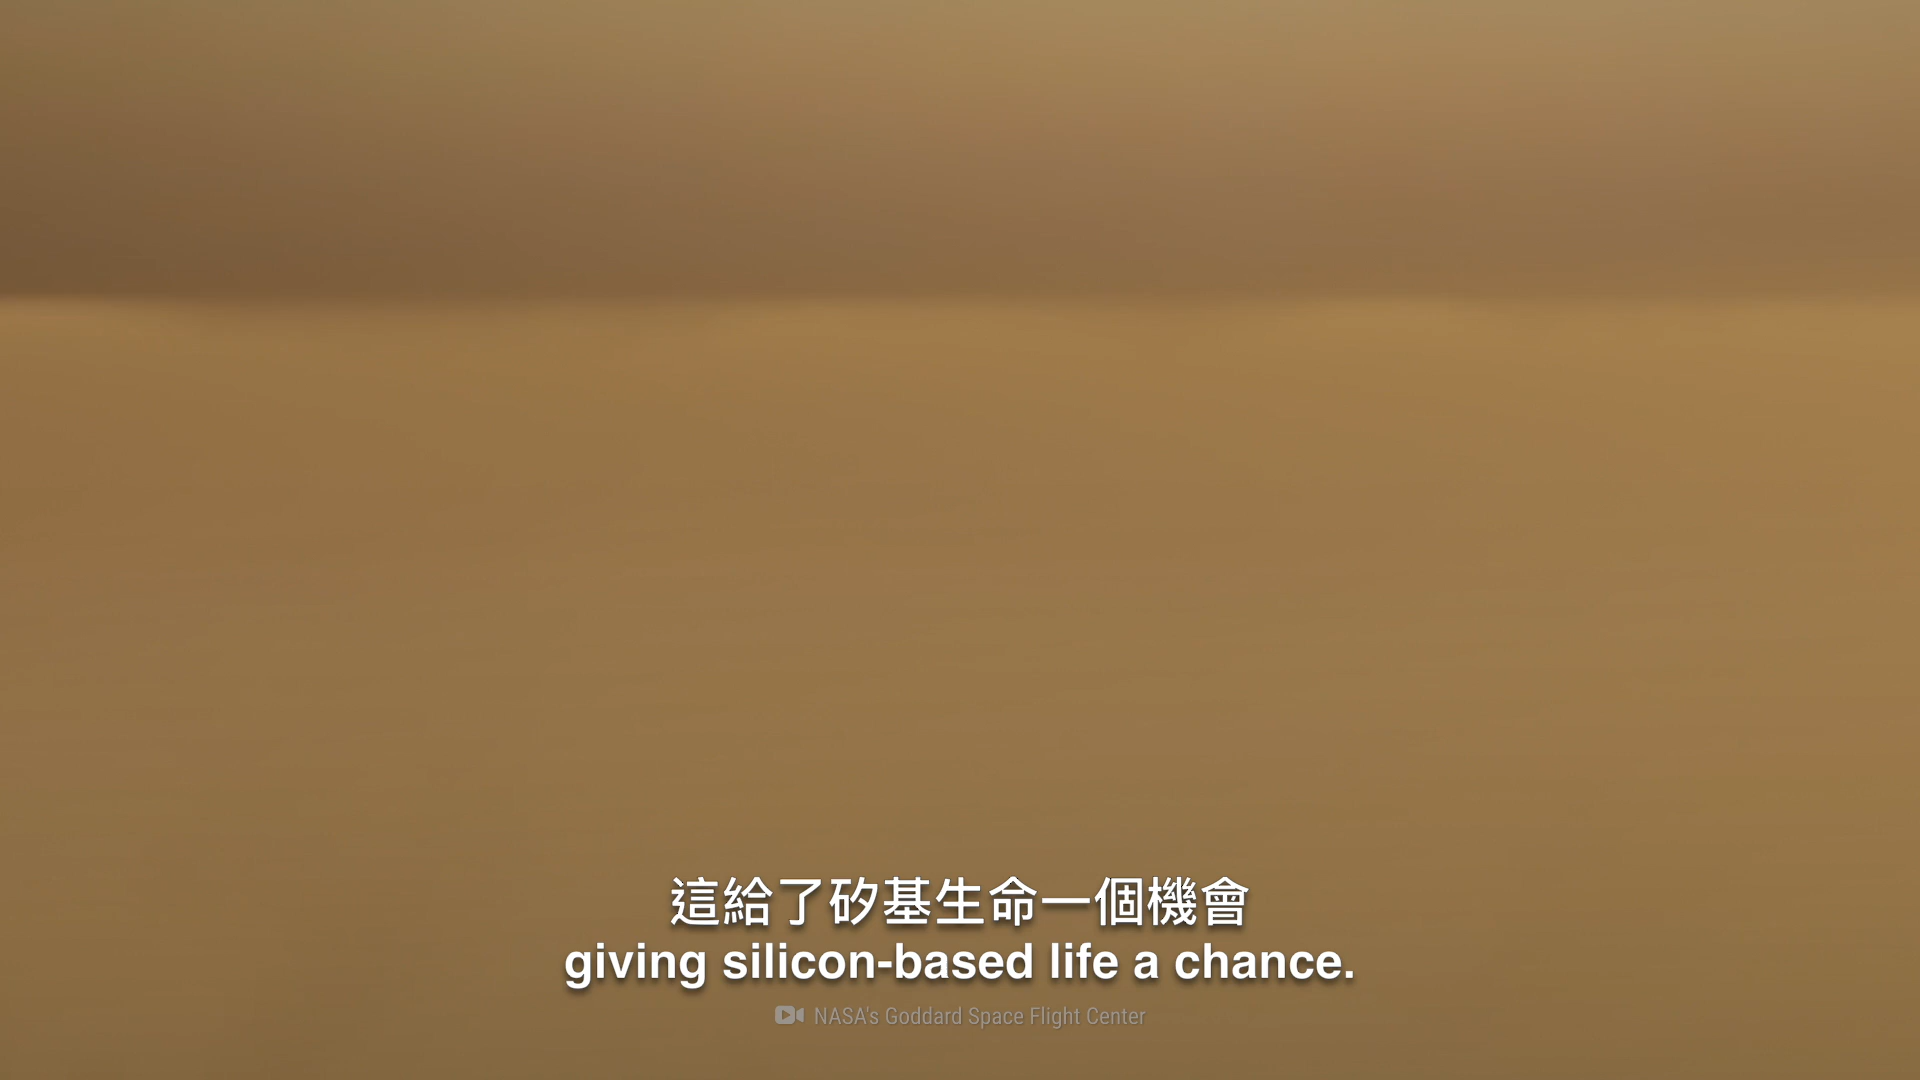 這給了矽基生命一個機會
giving silicon-based life a chance.
NASA's Goddard Space Flight Center